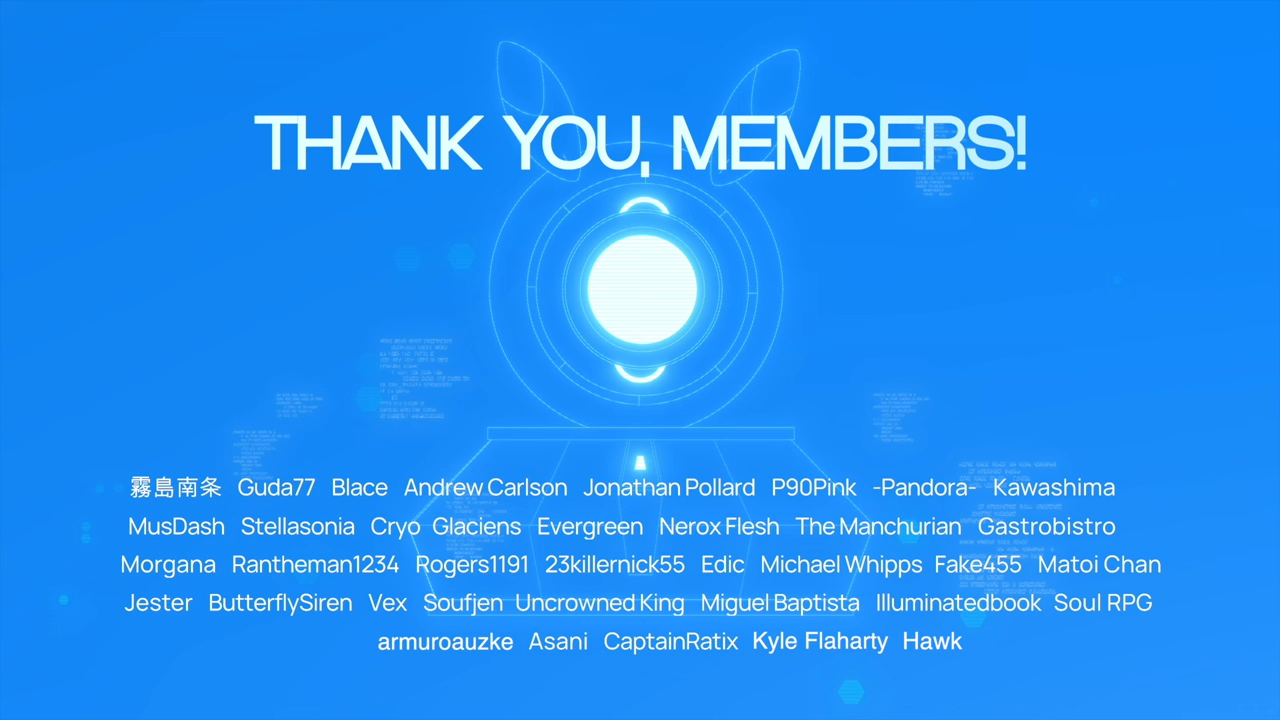 THANK YOU, MEMBERS!
霧島南条 Guda77 Blace Andrew Carlson Jonathan Pollard P90Pink -Pandora- Kawashima
MusDash Stellasonia Cryo Glaciens Evergreen Nerox Flesh The Manchurian Gastrobistro
Morgana Rantheman1234 Rogers1191 23killernick55 Edic Michael Whipps Fake455 Matoi Chan
Jester ButterflySiren Vex Soufjen Uncrowned King Miguel Baptista Illuminatedbook Soul RPG
armuroauzke Asani CaptainRatix Kyle Flaharty Hawk